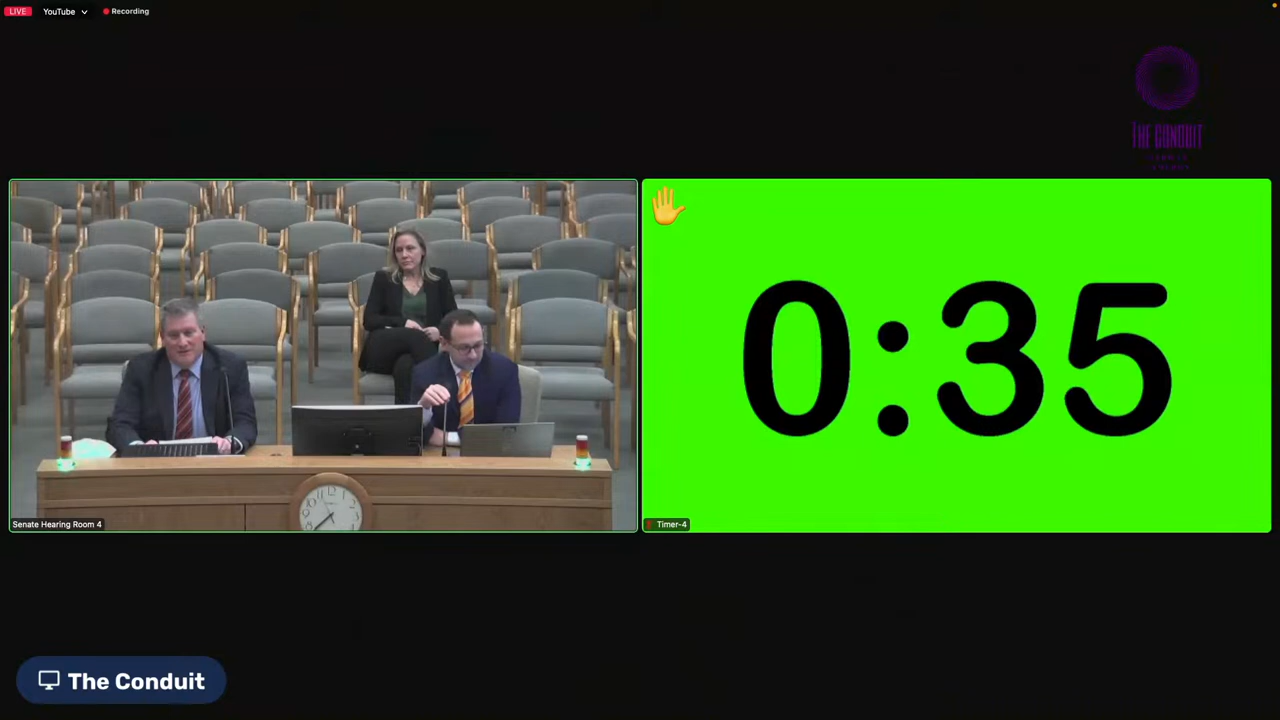 LIVE
YouTube
Recording
THE CONDUIT
0:35
Senate Hearing Room 4
Timer-4
The Conduit